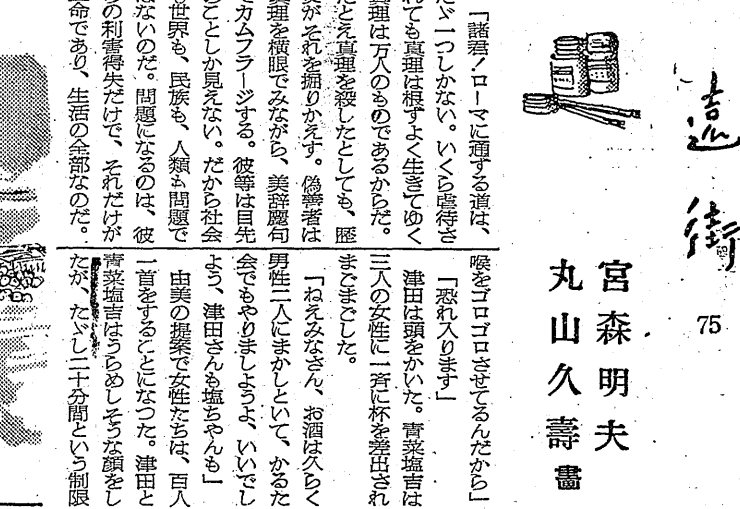 街
75
宮森明夫
丸山久壽 畫
「諸君!ローマに通ずる道は、
たゞ一つしかない。いくら虐待さ
れても真理は根ずよく生きてゆく
真理は万人のものであるからだ。
たとえ真理を殺したとしても、歴
史がそれを掘りかえす。偽善者は
真理を横眼でみながら、美辞麗句
でカムフラージする。彼等は目先
のことしか見えない。だから社会
世界も、民族も、人類も問題で
はないのだ。問題になるのは、彼
の利害得失だけで、それだけが
命であり、生活の全部なのだ。
喉をゴロゴロさせてるんだから」
「恐れ入ります」
津田は頭をかいた。青菜塩吉は
三人の女性に一斉に杯を差出され
まごまごした。
「ねえみなさん、お酒は久らく
男性二人にまかしといて、かるた
会でもやりましようよ、いいでし
よう、津田さんも塩ちやんも」
由美の提案で女性たちは、百人
一首をすることになつた。津田と
青菜塩吉はうらめしそうな顔をし
たが、たゞし二十分間という制限